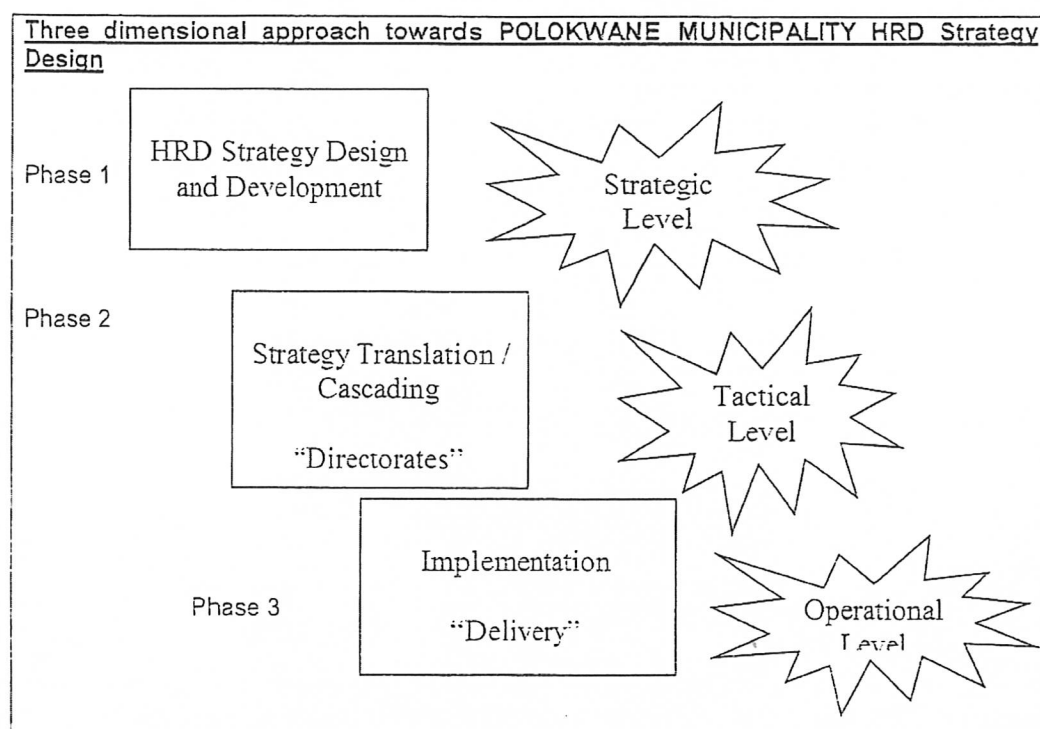 Three dimensional approach towards POLOKWANE MUNICIPALITY HRD Strategy
Design
Phase 1
HRD Strategy Design
and Development
Strategic
Level
Phase 2
Strategy Translation /
Cascading
“Directorates”
Tactical
Level
Phase 3
Implementation
“Delivery”
Operational
Level